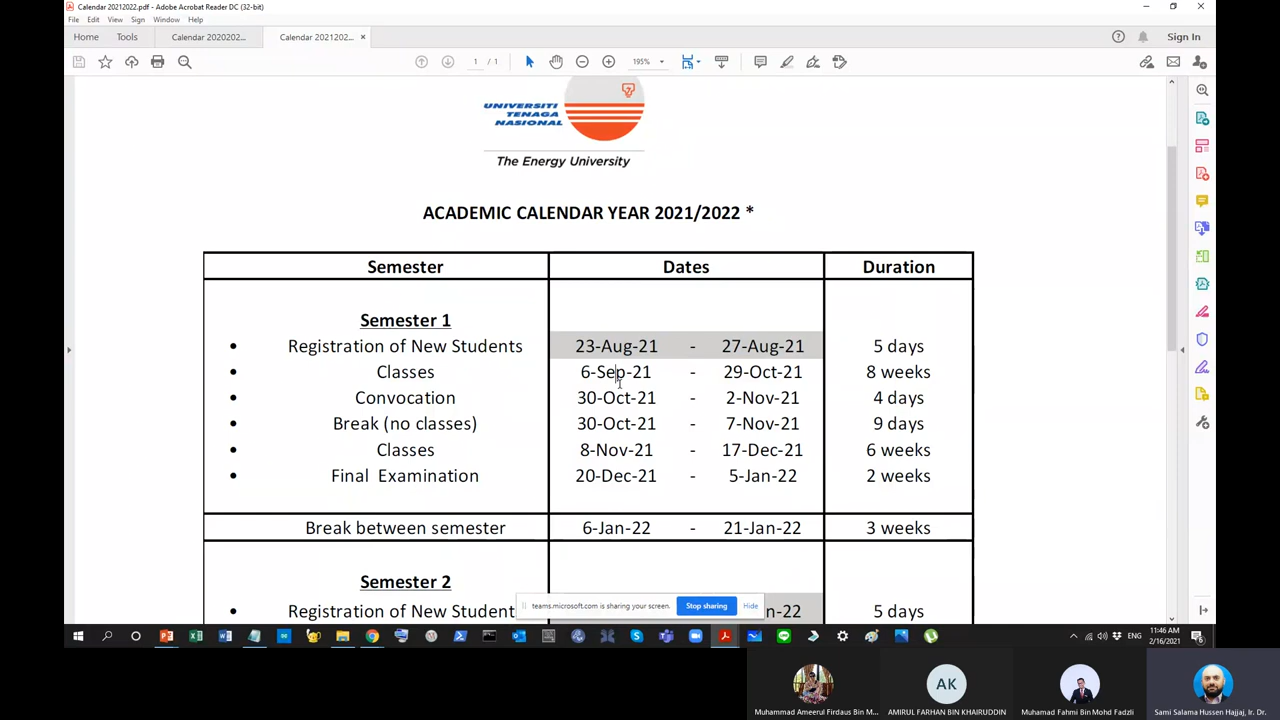 Calendar 20212022.pdf - Adobe Acrobat Reader DC (32-bit)
File Edit View Sign Window Help
Home Tools Calendar 2020202... Calendar 2021202... × Sign In
1 / 1 195%
UNIVERSITI
TENAGA
NASIONAL
The Energy University
ACADEMIC CALENDAR YEAR 2021/2022 *
Semester Dates Duration
Semester 1
• Registration of New Students 23-Aug-21 - 27-Aug-21 5 days
• Classes 6-Sep-21 - 29-Oct-21 8 weeks
• Convocation 30-Oct-21 - 2-Nov-21 4 days
• Break (no classes) 30-Oct-21 - 7-Nov-21 9 days
• Classes 8-Nov-21 - 17-Dec-21 6 weeks
• Final Examination 20-Dec-21 - 5-Jan-22 2 weeks
Break between semester 6-Jan-22 - 21-Jan-22 3 weeks
Semester 2
• Registration of New Student n-22 5 days
teams.microsoft.com is sharing your screen. Stop sharing Hide
ENG 11:46 AM
2/16/2021
AK
Muhammad Ameerul Firdaus Bin M... AMIRUL FARHAN BIN KHAIRUDDIN Muhamad Fahmi Bin Mohd Fadzli Sami Salama Hussen Hajjaj, Ir. Dr.